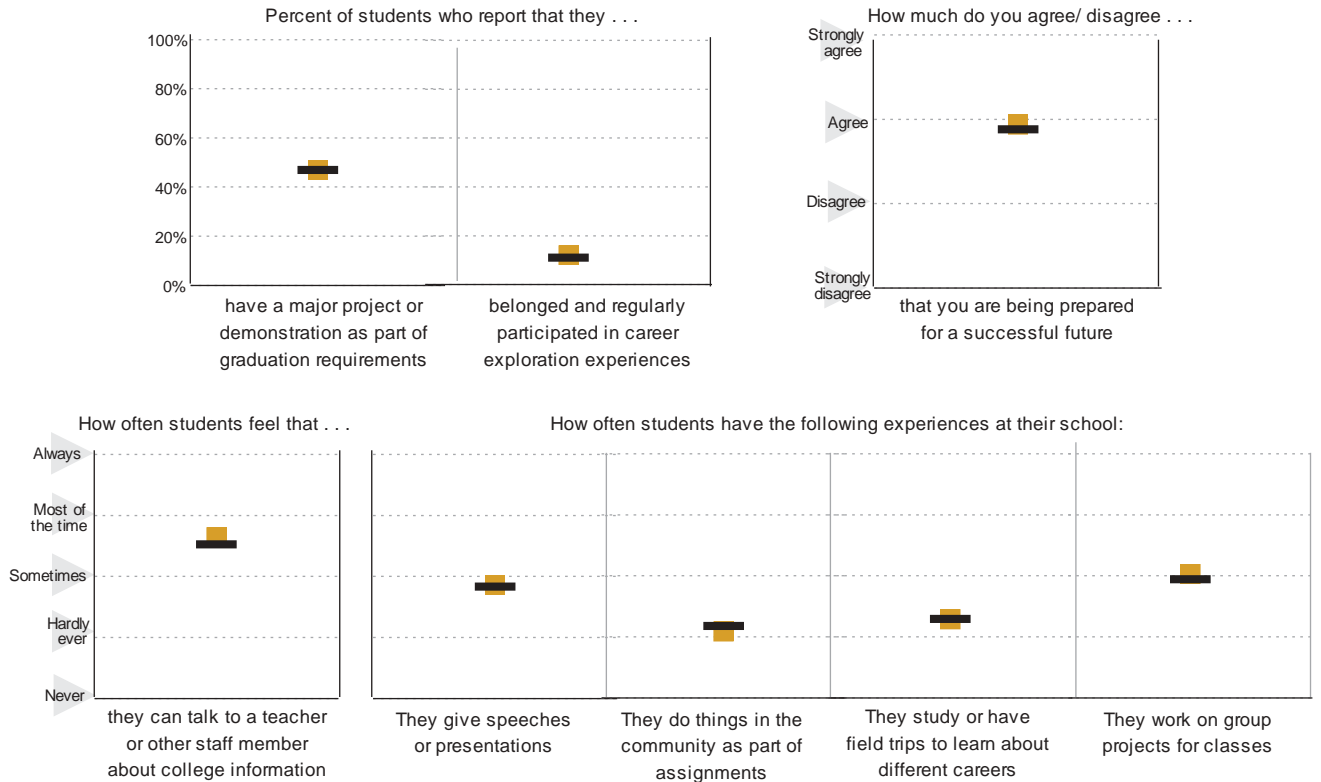 Percent of students who report that they . . .
100%
80%
60%
40%
20%
0%
have a major project or
demonstration as part of
graduation requirements
belonged and regularly
participated in career
exploration experiences
How much do you agree/ disagree . . .
Strongly
agree
Agree
Disagree
Strongly
disagree
that you are being prepared
for a successful future
How often students feel that . . .
Always
Most of
the time
Sometimes
Hardly
ever
Never
they can talk to a teacher
or other staff member
about college information
How often students have the following experiences at their school:
They give speeches
or presentations
They do things in the
community as part of
assignments
They study or have
field trips to learn about
different careers
They work on group
projects for classes